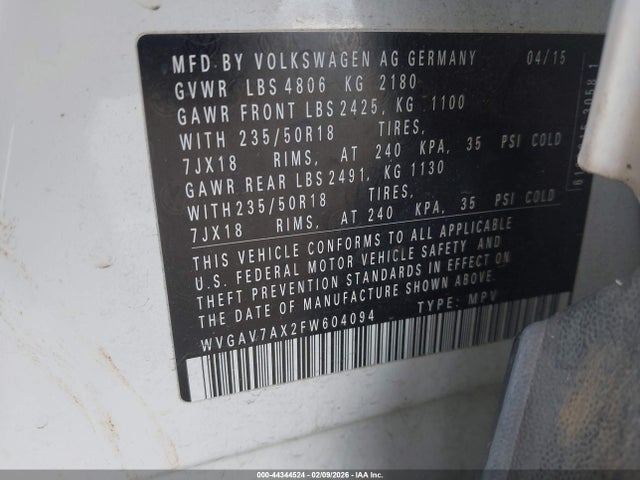 MFD BY VOLKSWAGEN AG GERMANY 04/15
GVWR LBS 4806 KG 2180
GAWR FRONT LBS 2425, KG 1100
WITH 235/50R18 TIRES,
7JX18 RIMS, AT 240 KPA, 35 PSI COLD
GAWR REAR LBS 2491, KG 1130
WITH 235/50R18 TIRES,
7JX18 RIMS, AT 240 KPA, 35 PSI COLD
THIS VEHICLE CONFORMS TO ALL APPLICABLE
U.S. FEDERAL MOTOR VEHICLE SAFETY AND
THEFT PREVENTION STANDARDS IN EFFECT ON
THE DATE OF MANUFACTURE SHOWN ABOVE.
WVGAV7AX2FW604094 TYPE: MPV
000-44344524 - 02/09/2026 - IAA Inc.